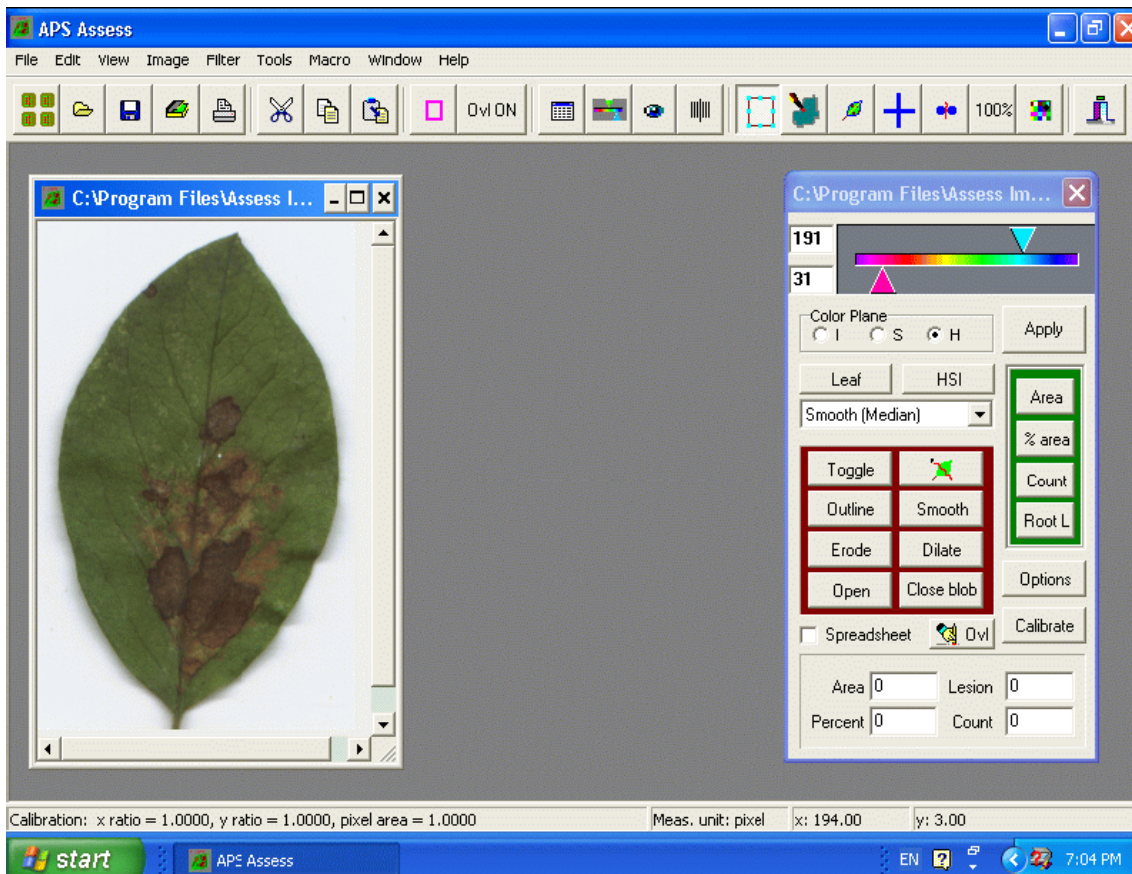 APS Assess
File Edit View Image Filter Tools Macro Window Help
Ovl ON 100%
C:\Program Files\Assess I...
C:\Program Files\Assess Im...
191
31
Color Plane
I S H
Apply
Leaf HSI
Smooth (Median)
Area
% area
Count
Root L
Toggle
Outline Smooth
Erode Dilate
Open Close blob
Options
Calibrate
Spreadsheet Ovl
Area 0 Lesion 0
Percent 0 Count 0
Calibration: x ratio = 1.0000, y ratio = 1.0000, pixel area = 1.0000 Meas. unit: pixel x: 194.00 y: 3.00
start APS Assess EN 7:04 PM